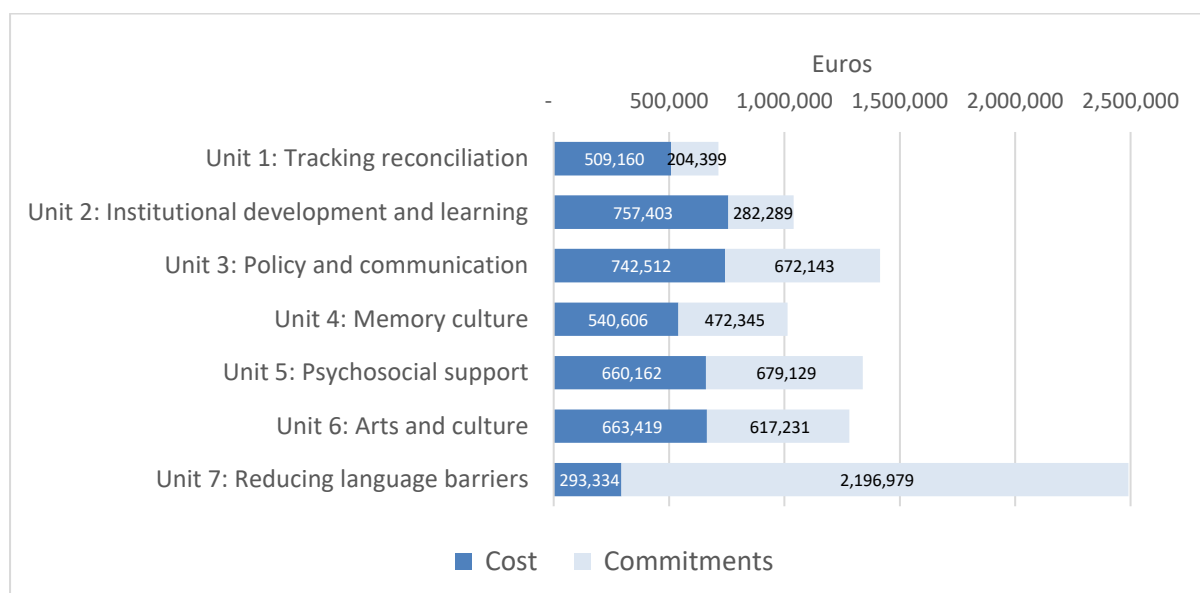 Euros
- 500,000 1,000,000 1,500,000 2,000,000 2,500,000
Unit 1: Tracking reconciliation 509,160 204,399
Unit 2: Institutional development and learning 757,403 282,289
Unit 3: Policy and communication 742,512 672,143
Unit 4: Memory culture 540,606 472,345
Unit 5: Psychosocial support 660,162 679,129
Unit 6: Arts and culture 663,419 617,231
Unit 7: Reducing language barriers 293,334 2,196,979
Cost Commitments